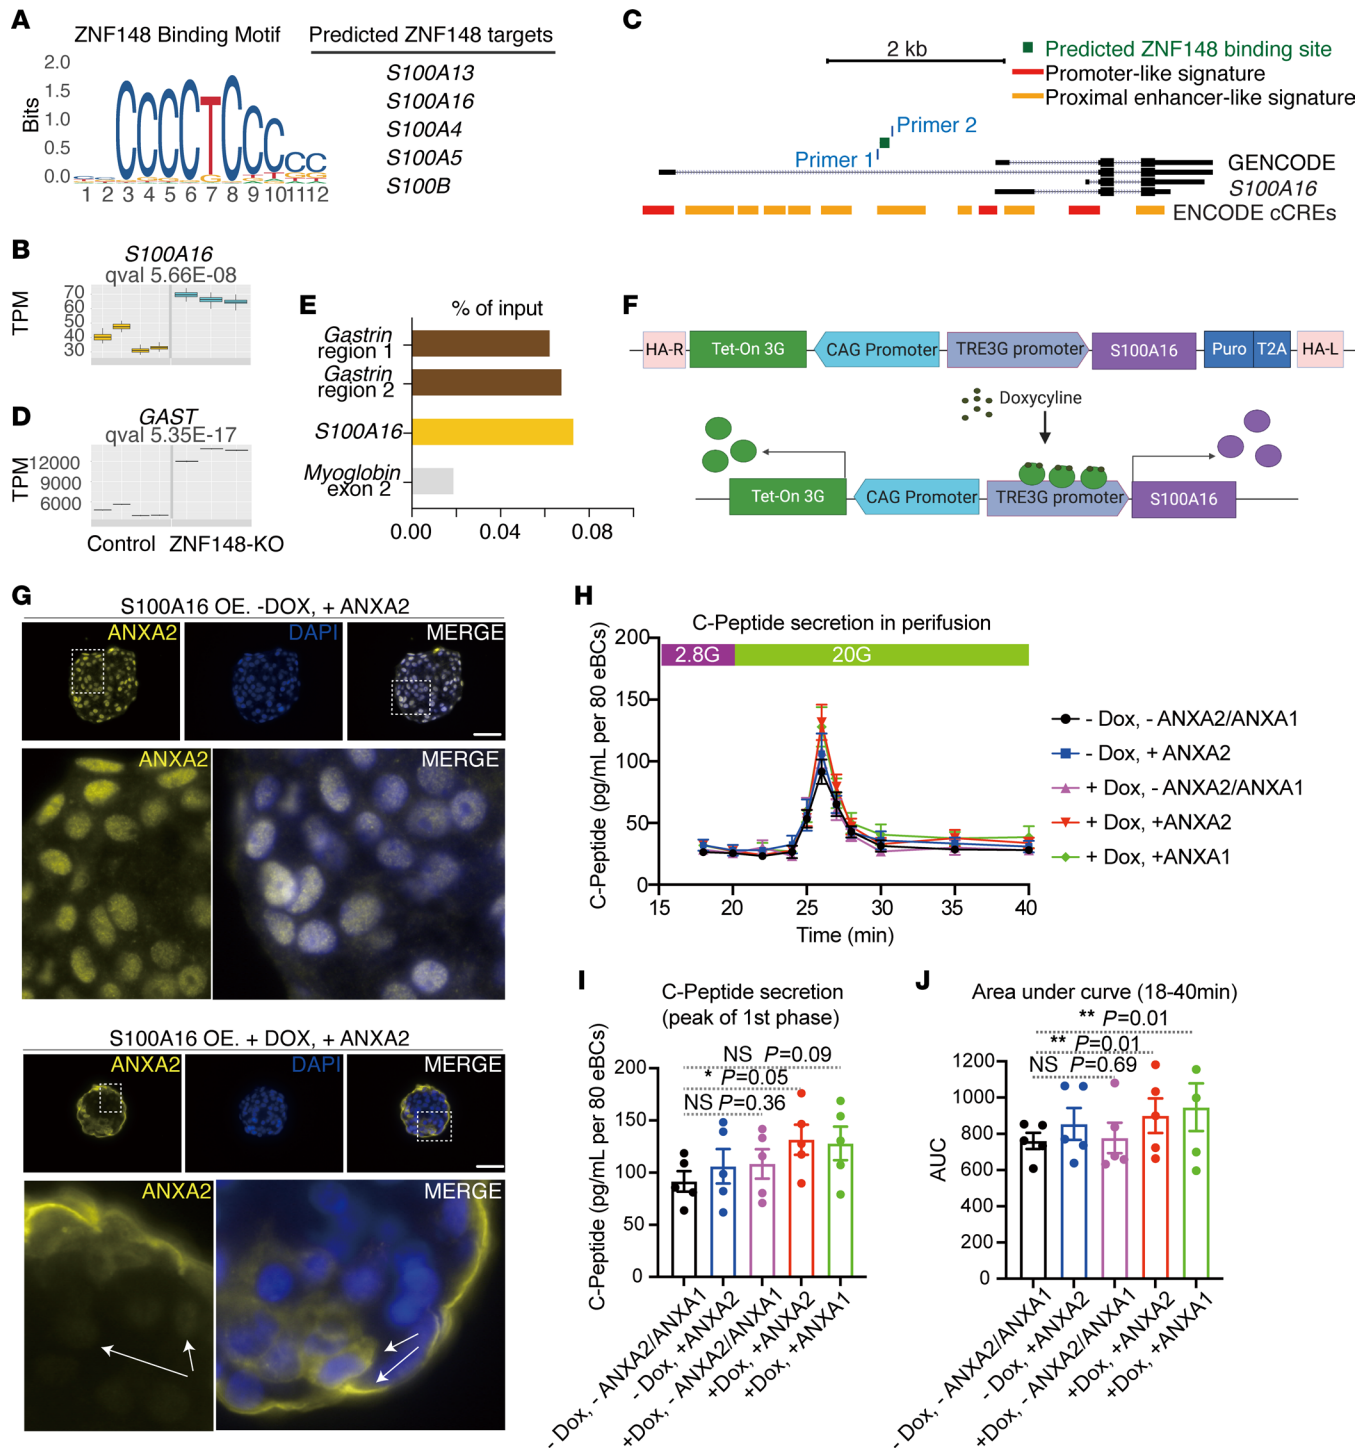 A
ZNF148 Binding Motif
Predicted ZNF148 targets
Bits
2.0
1.5
1.0
0.5
0.0
CCCCTCCCCC
1 2 3 4 5 6 7 8 9 10 11 12
S100A13
S100A16
S100A4
S100A5
S100B
B
S100A16
qval 5.66E-08
TPM
70
60
50
40
30
D
GAST
qval 5.35E-17
TPM
12000
9000
6000
Control ZNF148-KO
C
2 kb
Predicted ZNF148 binding site
Promoter-like signature
Proximal enhancer-like signature
Primer 2
Primer 1
GENCODE
S100A16
ENCODE cCREs
E
% of input
Gastrin
region 1
Gastrin
region 2
S100A16
Myoglobin
exon 2
0.00 0.04 0.08
F
HA-R Tet-On 3G CAG Promoter TRE3G promoter S100A16 Puro T2A HA-L
Doxycyline
Tet-On 3G CAG Promoter TRE3G promoter S100A16
G
S100A16 OE. -DOX, + ANXA2
ANXA2 DAPI MERGE
ANXA2 MERGE
S100A16 OE. + DOX, + ANXA2
ANXA2 DAPI MERGE
ANXA2 MERGE
H
C-Peptide secretion in perifusion
C-Peptide (pg/mL per 80 eBCs)
200
150
100
50
0
2.8G 20G
15 20 25 30 35 40
Time (min)
- Dox, - ANXA2/ANXA1
- Dox, + ANXA2
+ Dox, - ANXA2/ANXA1
+ Dox, +ANXA2
+ Dox, +ANXA1
I
C-Peptide secretion
(peak of 1st phase)
C-Peptide (pg/mL per 80 eBCs)
NS P=0.09
* P=0.05
NS P=0.36
200
150
100
50
0
- Dox, - ANXA2/ANXA1
- Dox, +ANXA2
+Dox, - ANXA2/ANXA1
+Dox, +ANXA2
+Dox, +ANXA1
J
Area under curve (18-40min)
AUC
** P=0.01
** P=0.01
NS P=0.69
1200
1000
800
600
400
200
0
- Dox, - ANXA2/ANXA1
- Dox, +ANXA2
+Dox, - ANXA2/ANXA1
+Dox, +ANXA2
+Dox, +ANXA1